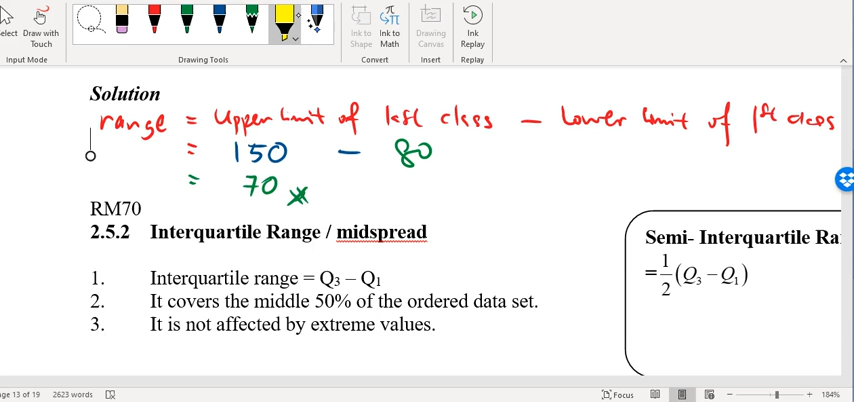 elect
Draw with
Touch
Input Mode
Drawing Tools
Ink to
Shape
Ink to
Math
Convert
Drawing
Canvas
Insert
Ink
Replay
Replay
Solution
range = Upper limit of last class - Lower limit of 1st class
= 150 - 80
= 70
RM70
2.5.2 Interquartile Range / midspread
1. Interquartile range = Q3 – Q1
2. It covers the middle 50% of the ordered data set.
3. It is not affected by extreme values.
Semi- Interquartile Ra
= 1/2 (Q3 − Q1)
ge 13 of 19 2623 words
Focus
184%